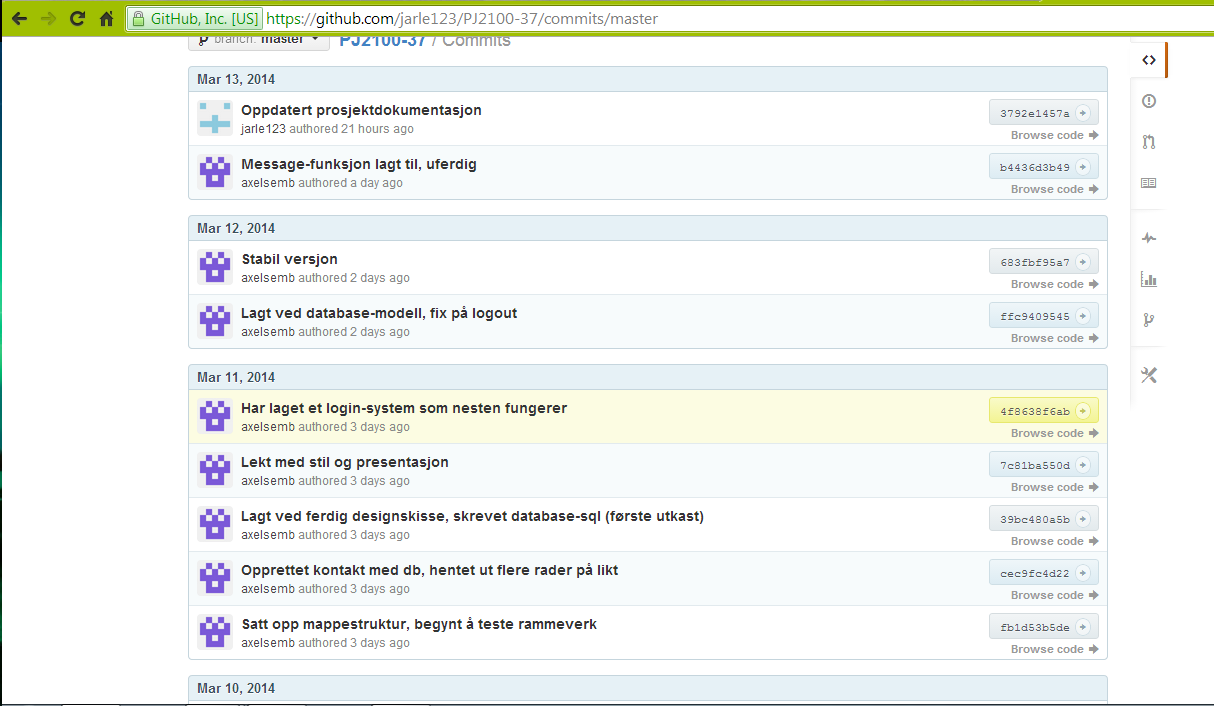 GitHub, Inc. [US] https://github.com/jarle123/PJ2100-37/commits/master
branch: master PJ2100-37 / Commits
Mar 13, 2014
Oppdatert prosjektdokumentasjon
3792e1457a
jarle123 authored 21 hours ago
Browse code
Message-funksjon lagt til, uferdig
b4436d3b49
axelsemb authored a day ago
Browse code
Mar 12, 2014
Stabil versjon
683fbf95a7
axelsemb authored 2 days ago
Browse code
Lagt ved database-modell, fix på logout
ffc9409545
axelsemb authored 2 days ago
Browse code
Mar 11, 2014
Har laget et login-system som nesten fungerer
4f8638f6ab
axelsemb authored 3 days ago
Browse code
Lekt med stil og presentasjon
7c81ba550d
axelsemb authored 3 days ago
Browse code
Lagt ved ferdig designskisse, skrevet database-sql (første utkast)
39bc480a5b
axelsemb authored 3 days ago
Browse code
Opprettet kontakt med db, hentet ut flere rader på likt
cec9fc4d22
axelsemb authored 3 days ago
Browse code
Satt opp mappestruktur, begynt å teste rammeverk
fb1d53b5de
axelsemb authored 3 days ago
Browse code
Mar 10, 2014